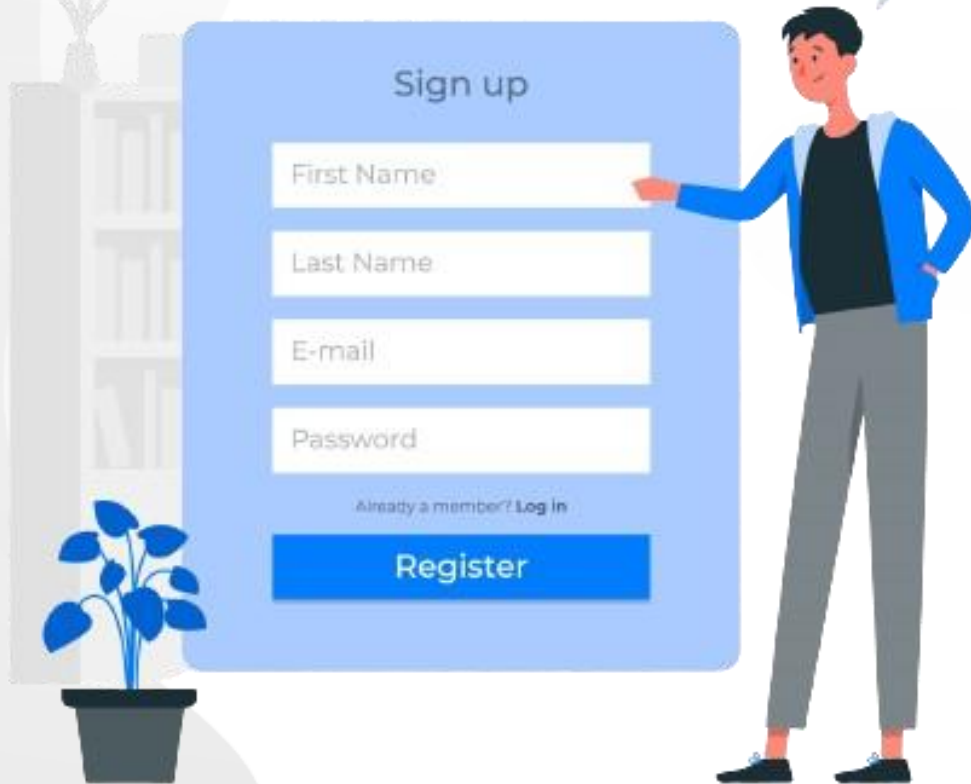 Sign up
First Name
Last Name
E-mail
Password
Already a member? Log in
Register